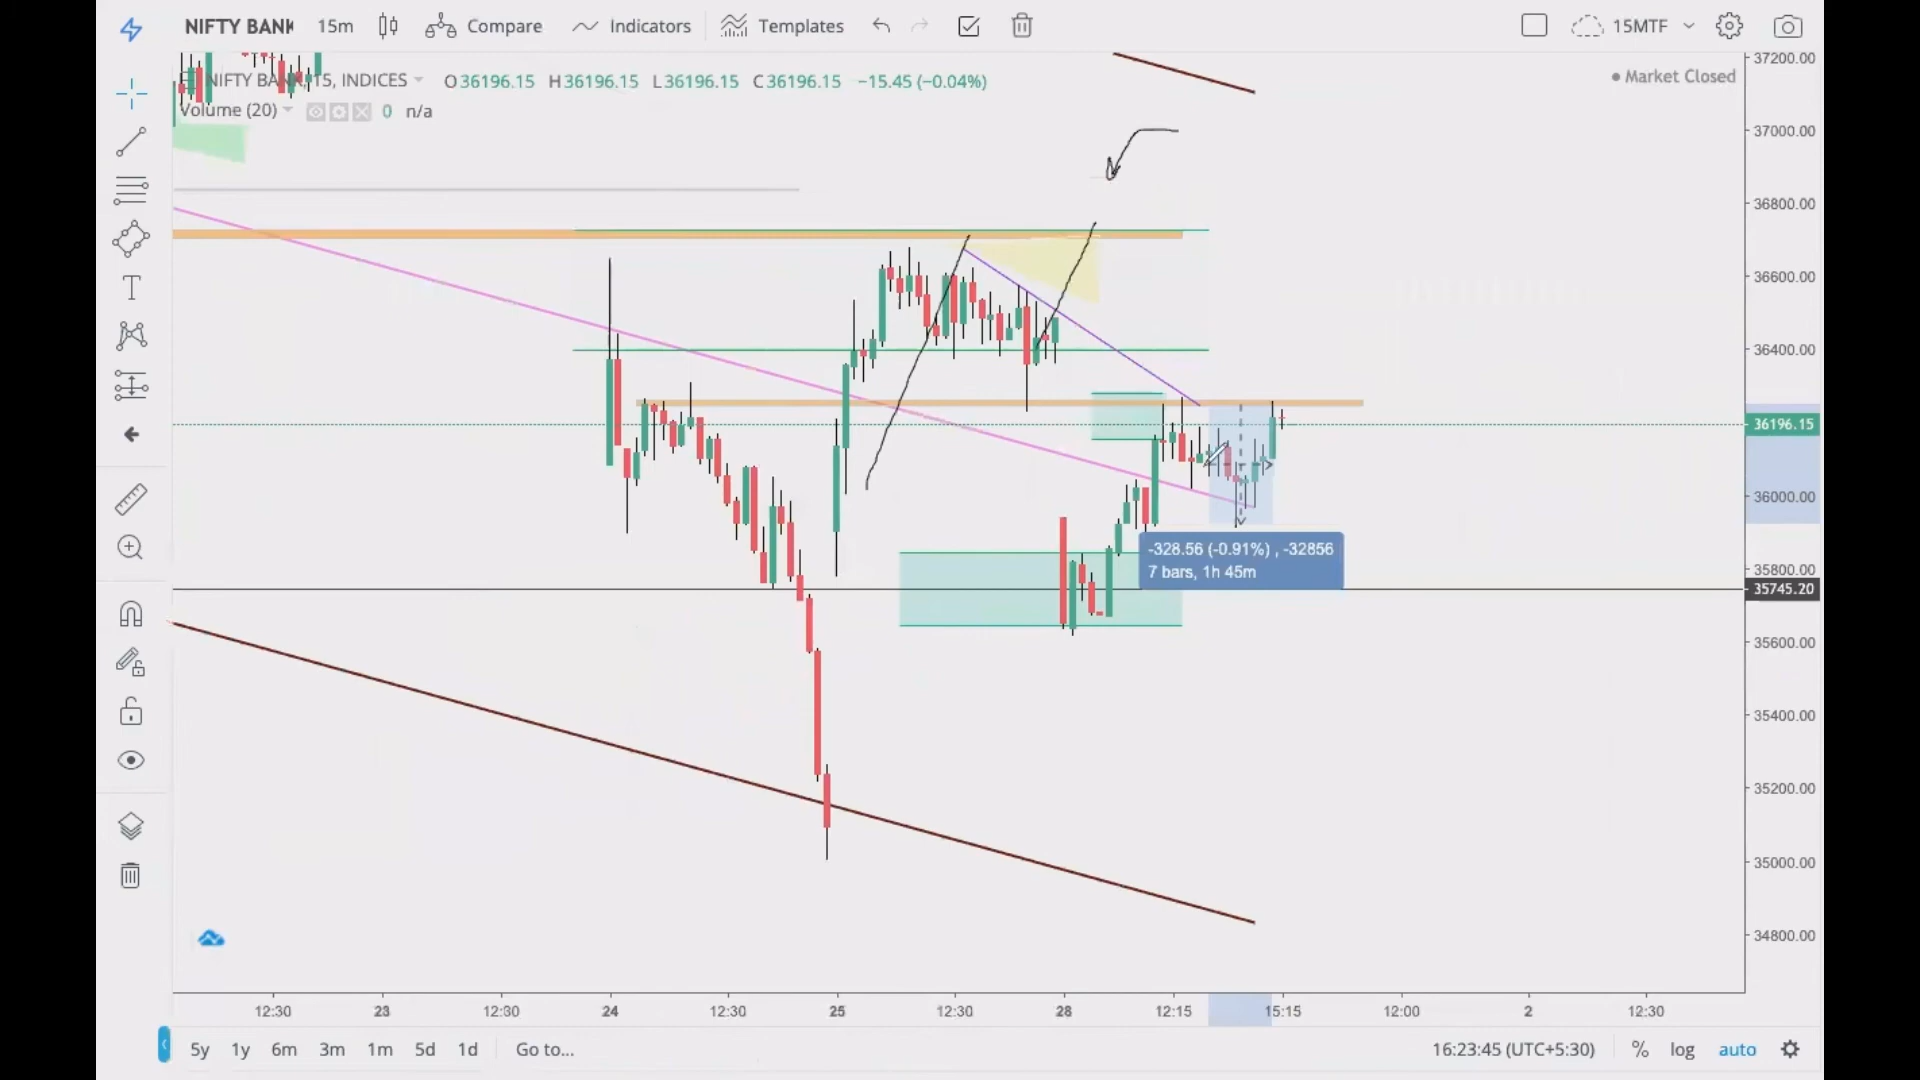 NIFTY BANK 15m Compare Indicators Templates 15MTF
NIFTY BANK, 15, INDICES O36196.15 H36196.15 L36196.15 C36196.15 −15.45 (−0.04%) Market Closed
Volume (20) 0 n/a
37200.00
37000.00
36800.00
36600.00
36400.00
36196.15
36000.00
35800.00
35745.20
35600.00
35400.00
35200.00
35000.00
34800.00
-328.56 (-0.91%) , -32856
7 bars, 1h 45m
12:30 23 12:30 24 12:30 25 12:30 28 12:15 15:15 12:00 2 12:30
5y 1y 6m 3m 1m 5d 1d Go to... 16:23:45 (UTC+5:30) % log auto